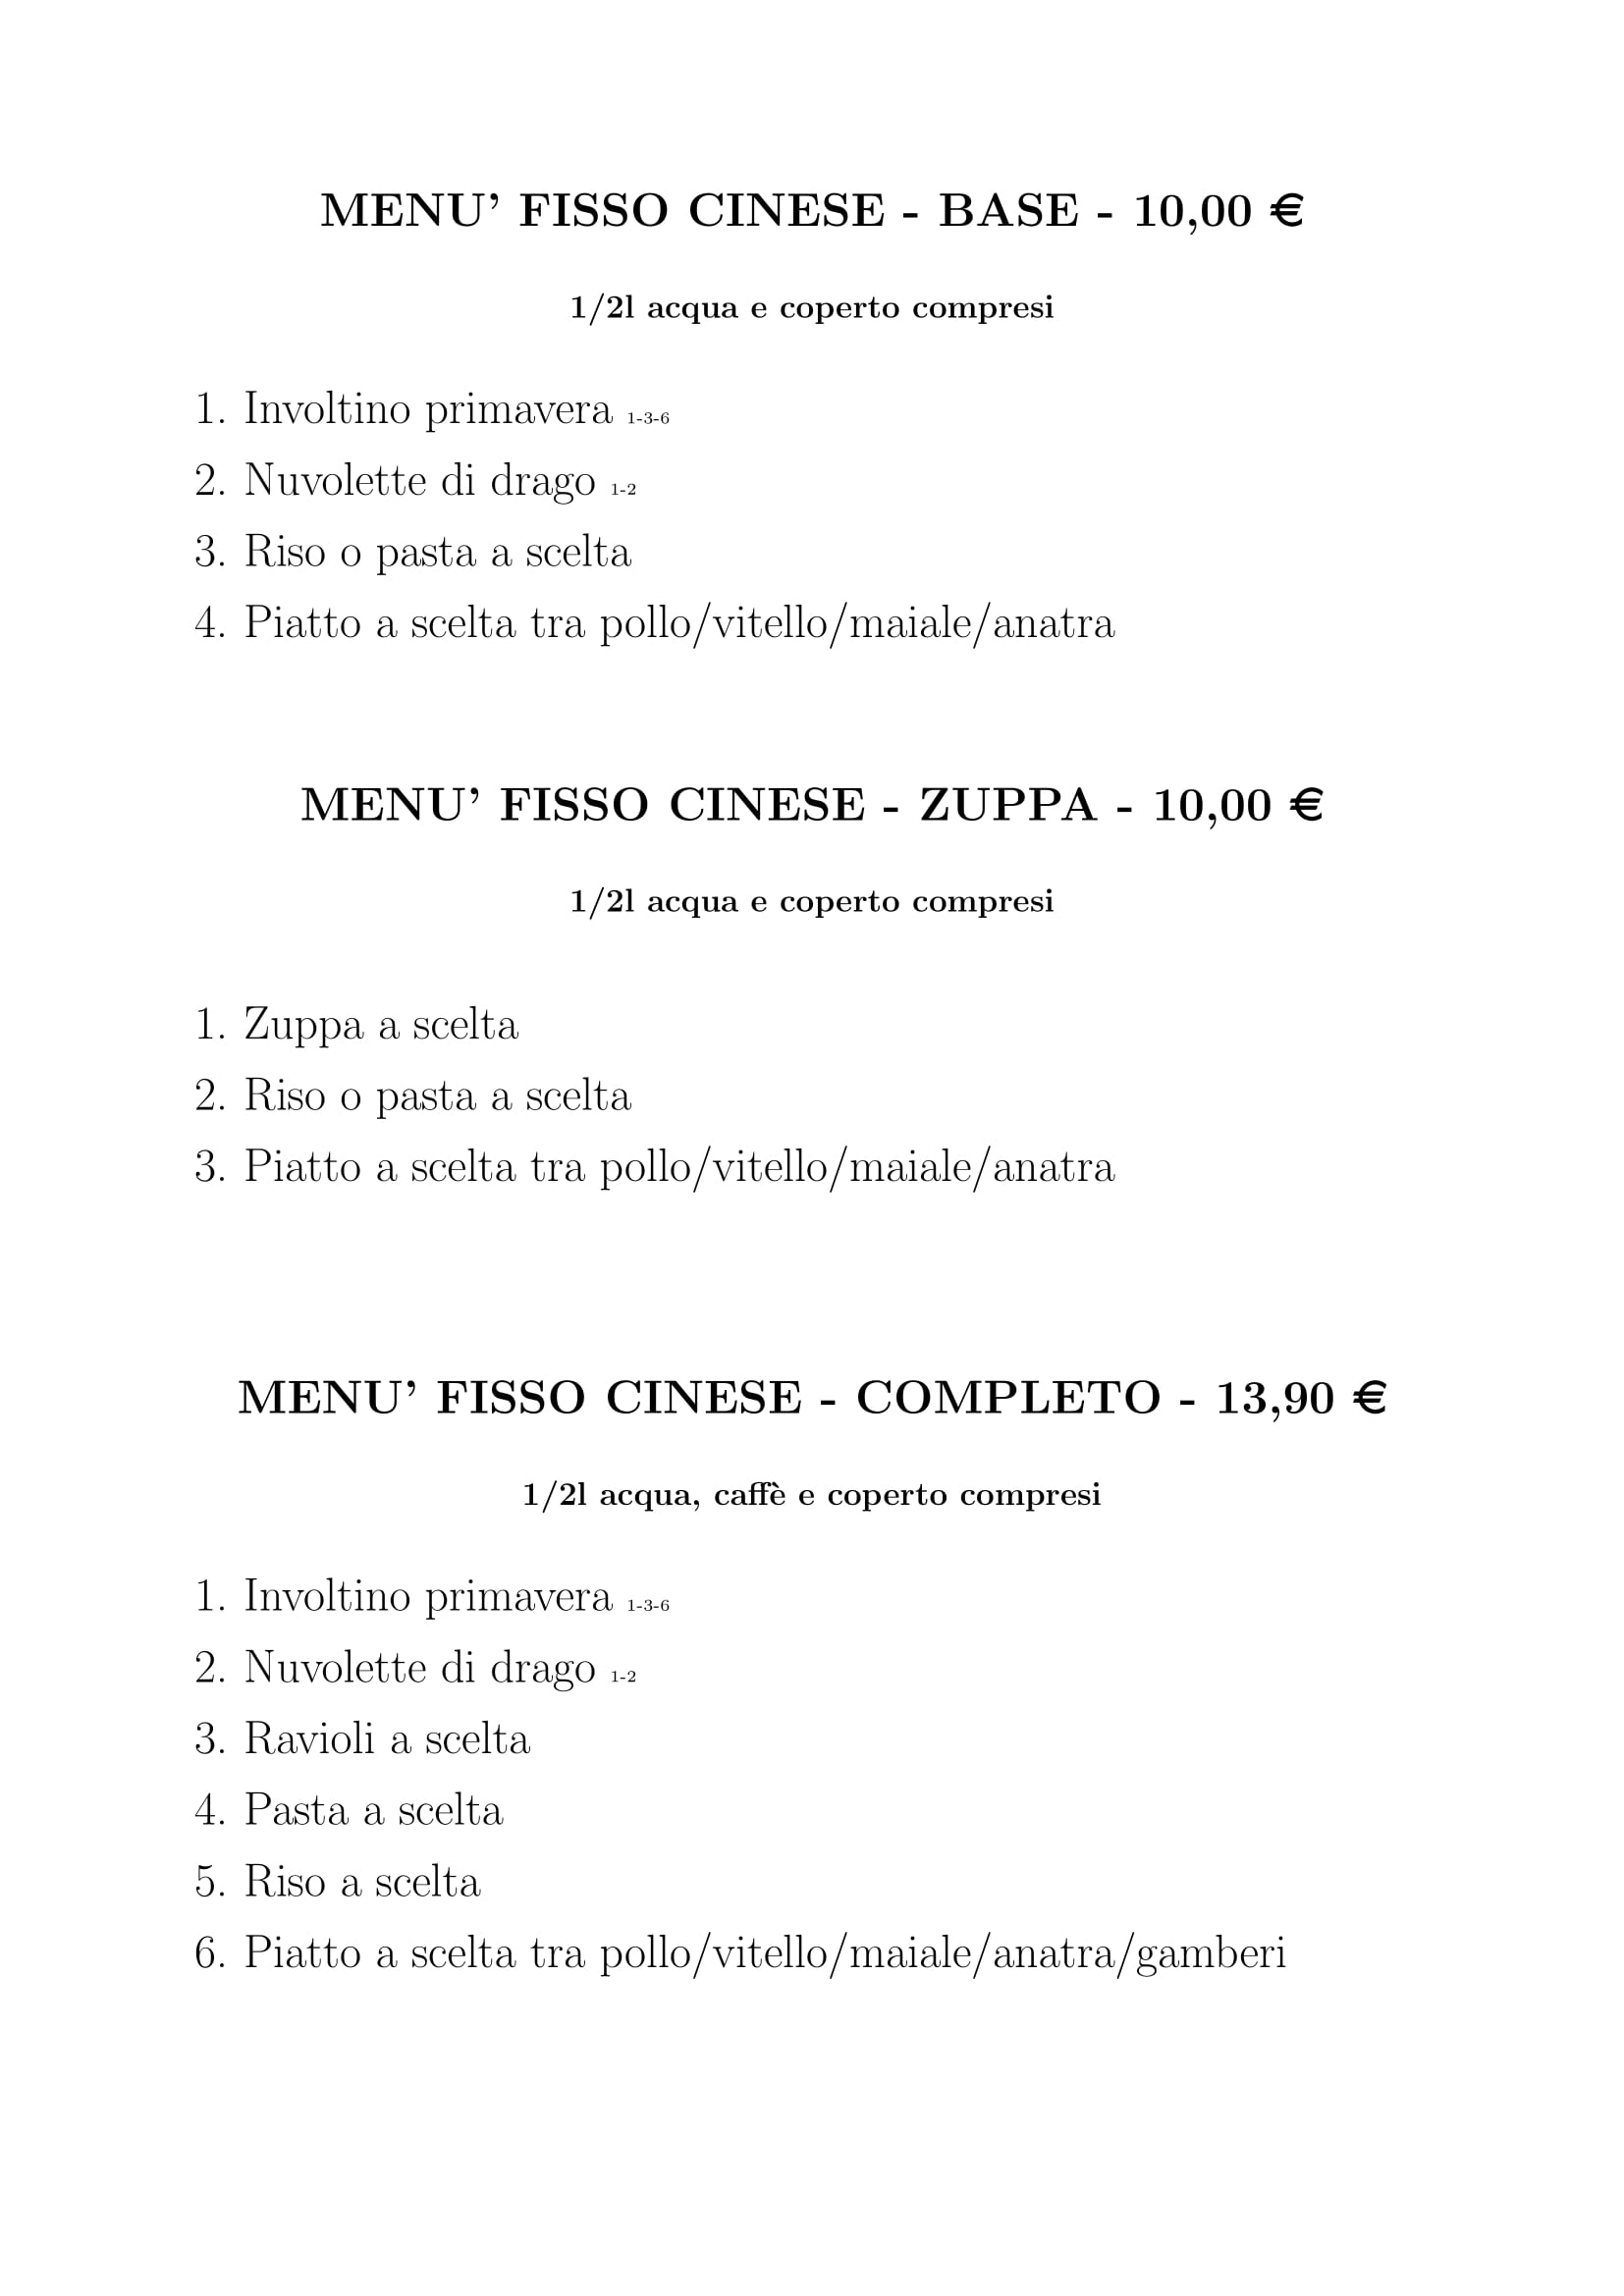 MENU' FISSO CINESE - BASE - 10,00 €
1/2l acqua e coperto compresi
1. Involtino primavera 1-3-6
2. Nuvolette di drago 1-2
3. Riso o pasta a scelta
4. Piatto a scelta tra pollo/vitello/maiale/anatra
MENU' FISSO CINESE - ZUPPA - 10,00 €
1/2l acqua e coperto compresi
1. Zuppa a scelta
2. Riso o pasta a scelta
3. Piatto a scelta tra pollo/vitello/maiale/anatra
MENU' FISSO CINESE - COMPLETO - 13,90 €
1/2l acqua, caffè e coperto compresi
1. Involtino primavera 1-3-6
2. Nuvolette di drago 1-2
3. Ravioli a scelta
4. Pasta a scelta
5. Riso a scelta
6. Piatto a scelta tra pollo/vitello/maiale/anatra/gamberi